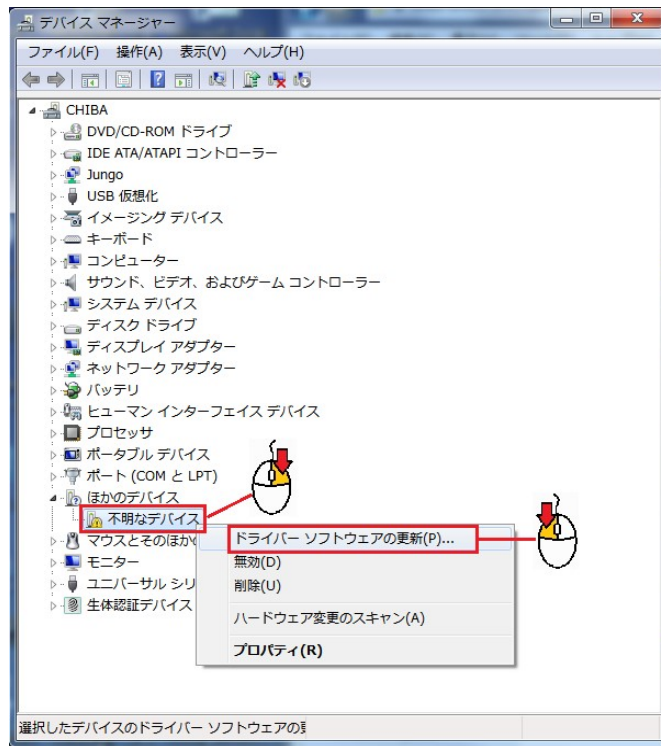 デバイス マネージャー
ファイル(F) 操作(A) 表示(V) ヘルプ(H)
CHIBA
DVD/CD-ROM ドライブ
IDE ATA/ATAPI コントローラー
Jungo
USB 仮想化
イメージング デバイス
キーボード
コンピューター
サウンド、ビデオ、およびゲーム コントローラー
システム デバイス
ディスク ドライブ
ディスプレイ アダプター
ネットワーク アダプター
バッテリ
ヒューマン インターフェイス デバイス
プロセッサ
ポータブル デバイス
ポート (COM と LPT)
ほかのデバイス
不明なデバイス
マウスとそのほか
モニター
ユニバーサル シリ
生体認証デバイス
ドライバー ソフトウェアの更新(P)...
無効(D)
削除(U)
ハードウェア変更のスキャン(A)
プロパティ(R)
選択したデバイスのドライバー ソフトウェアの